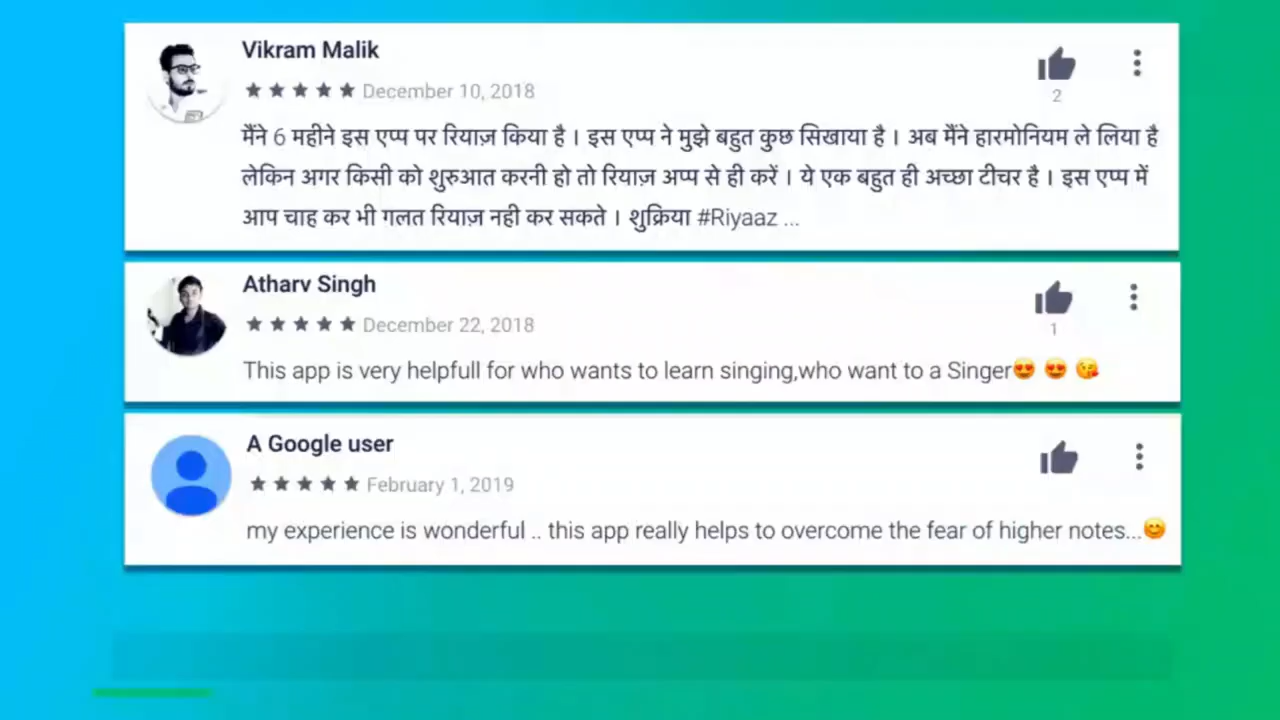 Vikram Malik
★ ★ ★ ★ ★ December 10, 2018
2
मैंने 6 महीने इस एप्प पर रियाज़ किया है । इस एप्प ने मुझे बहुत कुछ सिखाया है । अब मैंने हारमोनियम ले लिया है
लेकिन अगर किसी को शुरुआत करनी हो तो रियाज़ अप्प से ही करें । ये एक बहुत ही अच्छा टीचर है । इस एप्प में
आप चाह कर भी गलत रियाज़ नही कर सकते । शुक्रिया #Riyaaz ...
Atharv Singh
★ ★ ★ ★ ★ December 22, 2018
1
This app is very helpfull for who wants to learn singing,who want to a Singer😍 😍 😘
A Google user
★ ★ ★ ★ ★ February 1, 2019
my experience is wonderful .. this app really helps to overcome the fear of higher notes...😊